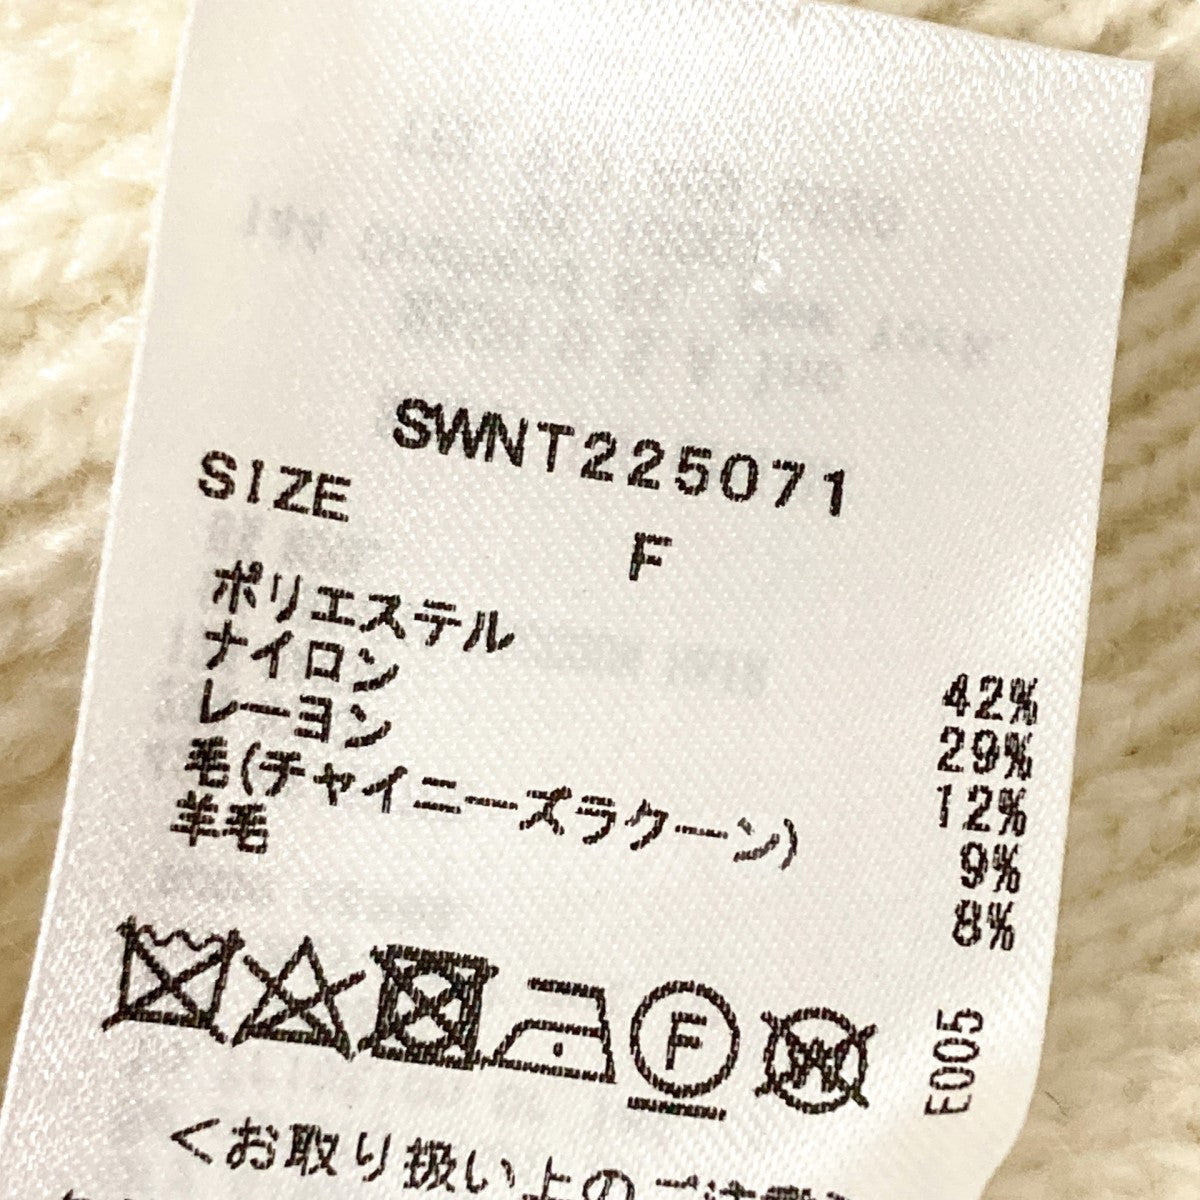 SWNT225071
SIZE F
ポリエステル 42%
ナイロン 29%
レーヨン 12%
毛(チャイニーズラクーン) 9%
羊毛 8%
F
W
E005
<お取り扱い上のご注意